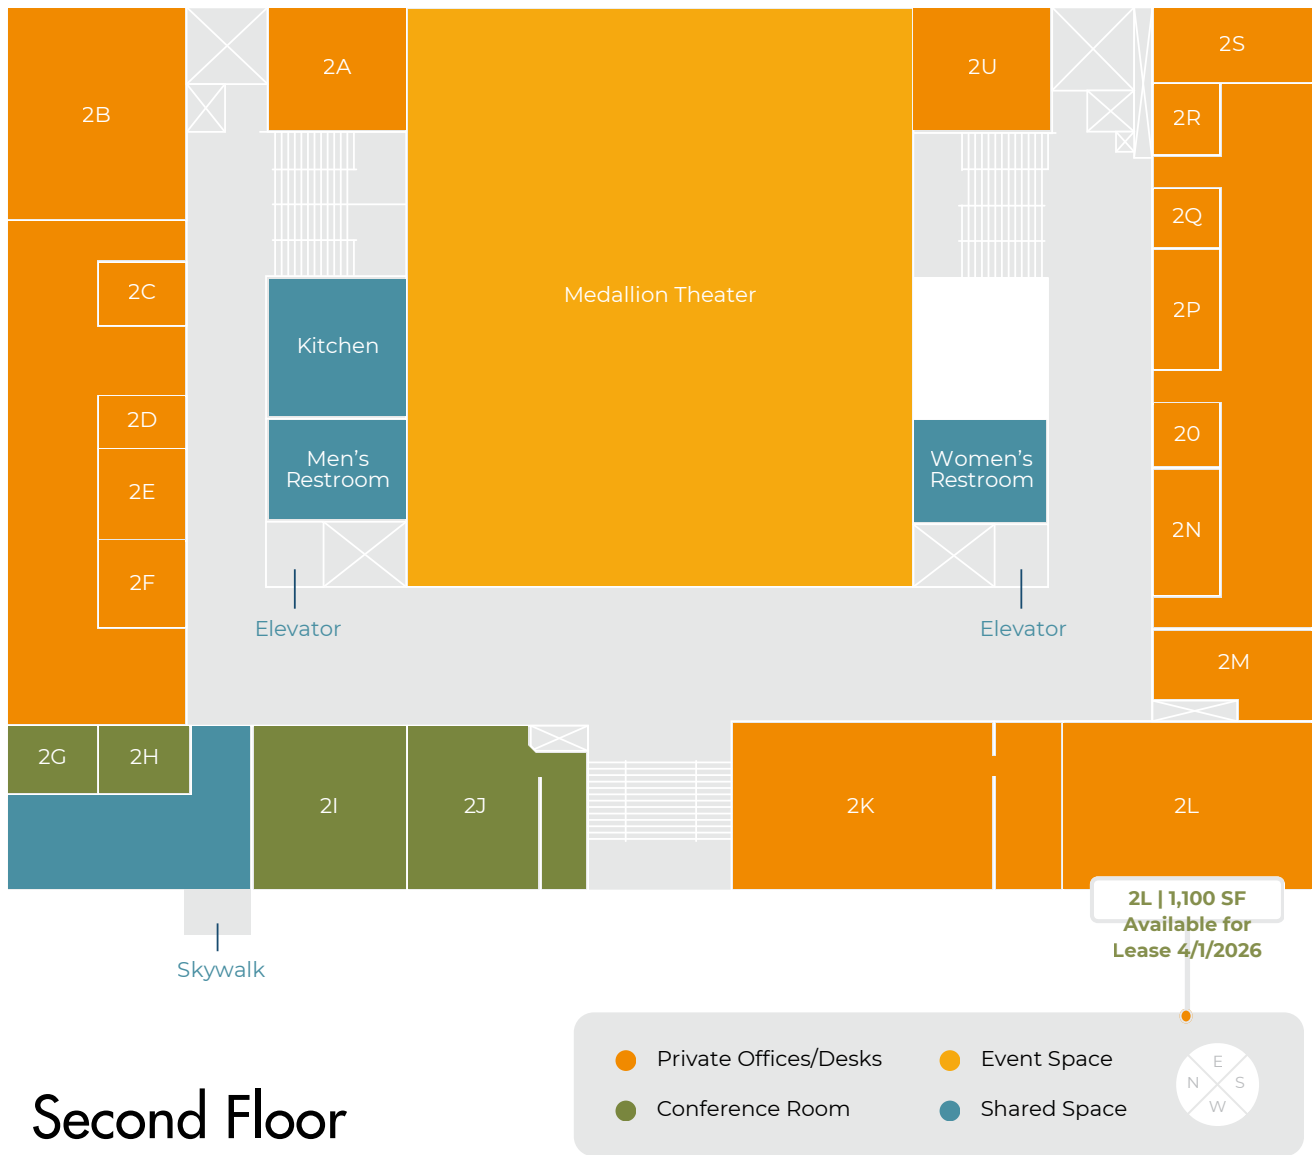 2B
2A
2U
2S
2R
2Q
2C
Medallion Theater
2P
Kitchen
2D
20
Men’s
Restroom
Women’s
Restroom
2E
2N
2F
Elevator
Elevator
2M
2G
2H
2I
2J
2K
2L
2L | 1,100 SF
Available for
Lease 4/1/2026
Skywalk
Private Offices/Desks
Event Space
Conference Room
Shared Space
E
N
S
W
Second Floor